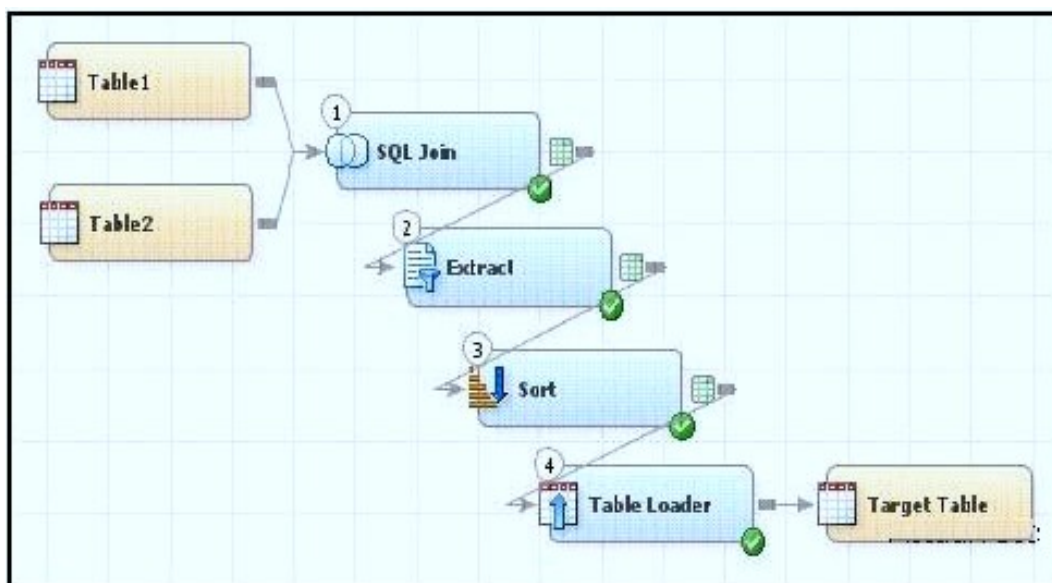 Table1
1
SQL Join
Table2
2
Extract
3
Sort
4
Table Loader
Target Table